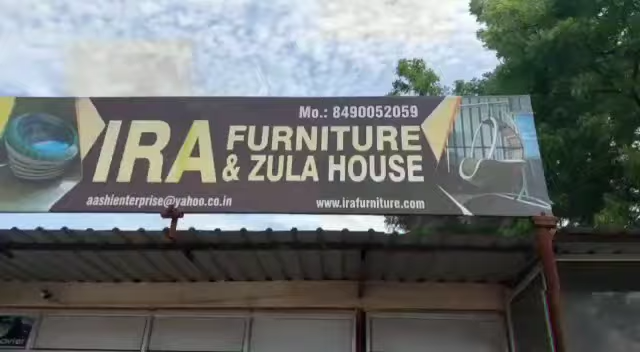 Mo.: 8490052059
IRA FURNITURE
& ZULA HOUSE
aashienterprise@yahoo.co.in
www.irafurniture.com